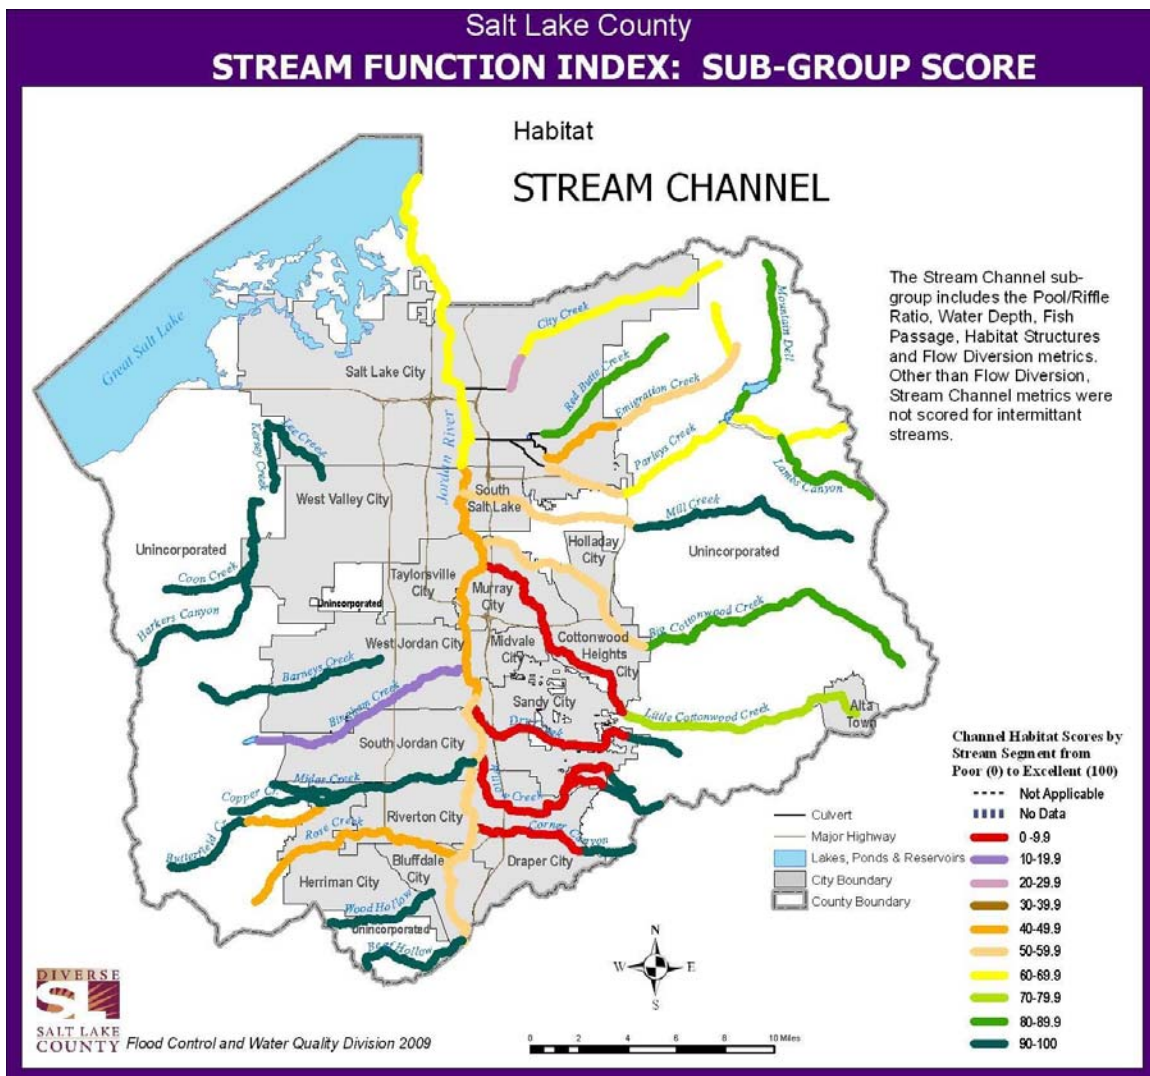 Salt Lake County
STREAM FUNCTION INDEX: SUB-GROUP SCORE
Habitat
STREAM CHANNEL
The Stream Channel sub-
group includes the Pool/Riffle
Ratio, Water Depth, Fish
Passage, Habitat Structures
and Flow Diversion metrics.
Other than Flow Diversion,
Stream Channel metrics were
not scored for intermittant
streams.
Great Salt Lake
City Creek
Mountain Dell
Salt Lake City
Red Butte Creek
Emigration Creek
Jordan River
Parleys Creek
Lambs Canyon
Kersey Creek
Lee Creek
West Valley City
South
Salt Lake
Mill Creek
Unincorporated
Holladay
City
Unincorporated
Coon Creek
Taylorsville
City
Murray
City
Unincorporated
Harkers Canyon
Big Cottonwood Creek
West Jordan City
Midvale
City
Cottonwood
Heights
City
Barneys Creek
Bingham Creek
Sandy City
Little Cottonwood Creek
Alta
Town
Dry Creek
South Jordan City
Midas Creek
Willow Creek
Copper Cr.
Riverton City
Rose Creek
Corner Canyon
Butterfield Cr.
Bluffdale
City
Draper City
Herriman City
Wood Hollow
Unincorporated
Beef Hollow
Culvert
Major Highway
Lakes, Ponds & Reservoirs
City Boundary
County Boundary
Channel Habitat Scores by
Stream Segment from
Poor (0) to Excellent (100)
Not Applicable
No Data
0-9.9
10-19.9
20-29.9
30-39.9
40-49.9
50-59.9
60-69.9
70-79.9
80-89.9
90-100
N
W E
S
0 2 4 6 8 10 Miles
DIVERSE
SL
SALT LAKE
COUNTY
Flood Control and Water Quality Division 2009